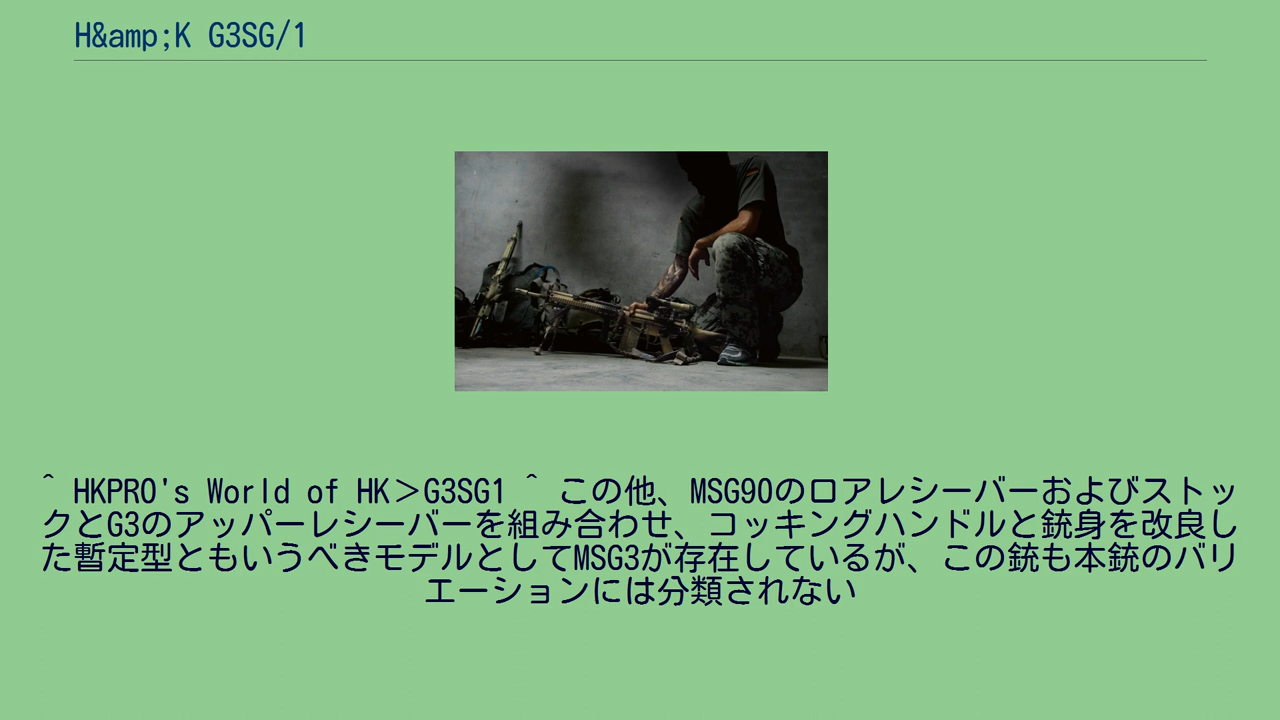 H&amp;K G3SG/1
^ HKPRO's World of HK＞G3SG1 ^ この他、MSG90のロアレシーバーおよびストッ
クとG3のアッパーレシーバーを組み合わせ、コッキングハンドルと銃身を改良し
た暫定型ともいうべきモデルとしてMSG3が存在しているが、この銃も本銃のバリ
エーションには分類されない